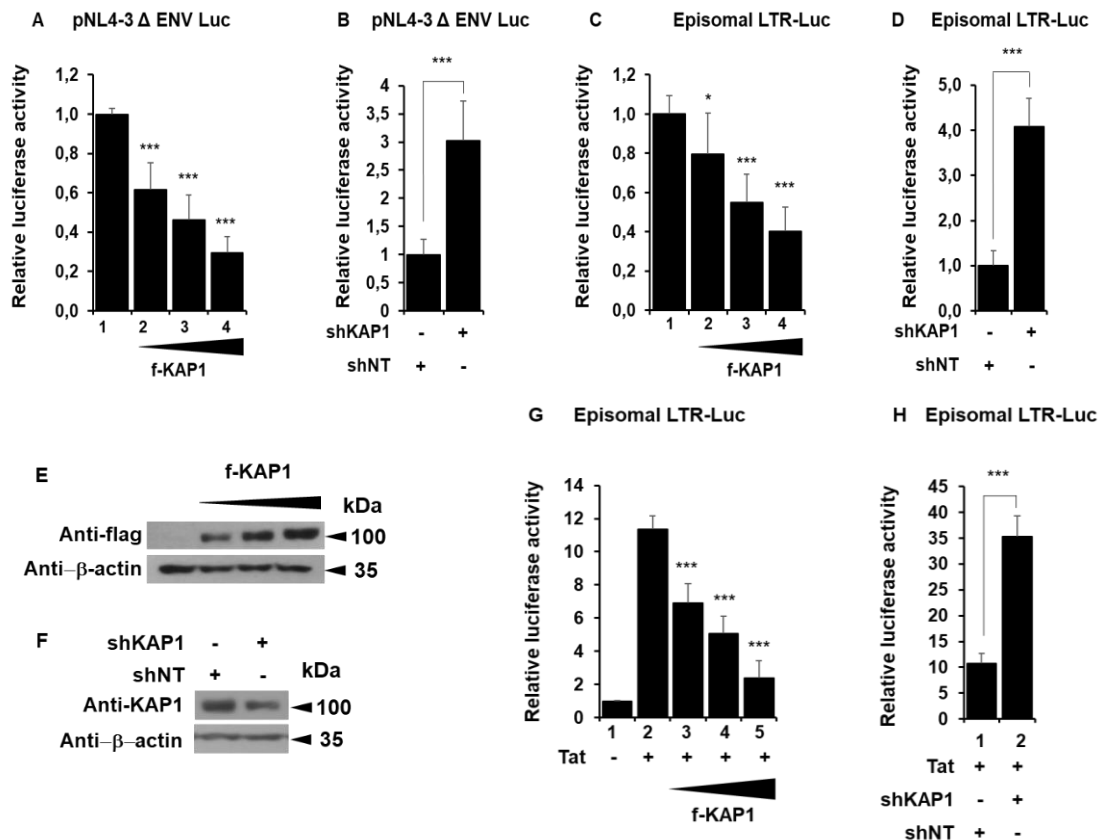 A pNL4-3 Δ ENV Luc
Relative luciferase activity
1,2
1,0
0,8
0,6
0,4
0,2
0,0
*** *** ***
1 2 3 4
f-KAP1
B pNL4-3 Δ ENV Luc
Relative luciferase activity
***
4
3,5
3
2,5
2
1,5
1
0,5
0
shKAP1 - +
shNT + -
C Episomal LTR-Luc
Relative luciferase activity
1,2
1,0
0,8
0,6
0,4
0,2
0,0
* *** ***
1 2 3 4
f-KAP1
D Episomal LTR-Luc
Relative luciferase activity
***
5,0
4,0
3,0
2,0
1,0
0,0
shKAP1 - +
shNT + -
E f-KAP1
kDa
Anti-flag 100
Anti–β-actin 35
F shKAP1 - +
shNT + - kDa
Anti-KAP1 100
Anti–β–actin 35
G Episomal LTR-Luc
Relative luciferase activity
14
12
10
8
6
4
2
0
*** *** ***
1 2 3 4 5
Tat - + + + +
f-KAP1
H Episomal LTR-Luc
Relative luciferase activity
***
45
40
35
30
25
20
15
10
5
0
1 2
Tat + +
shKAP1 - +
shNT + -